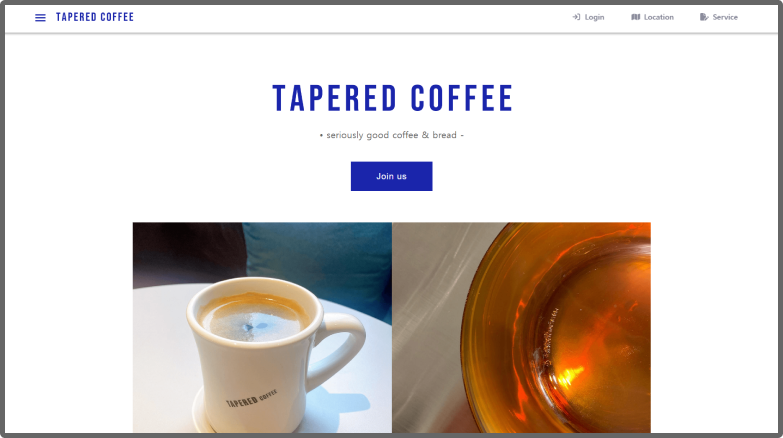 TAPERED COFFEE
Login
Location
Service
TAPERED COFFEE
• seriously good coffee & bread -
Join us
TAPERED COFFEE